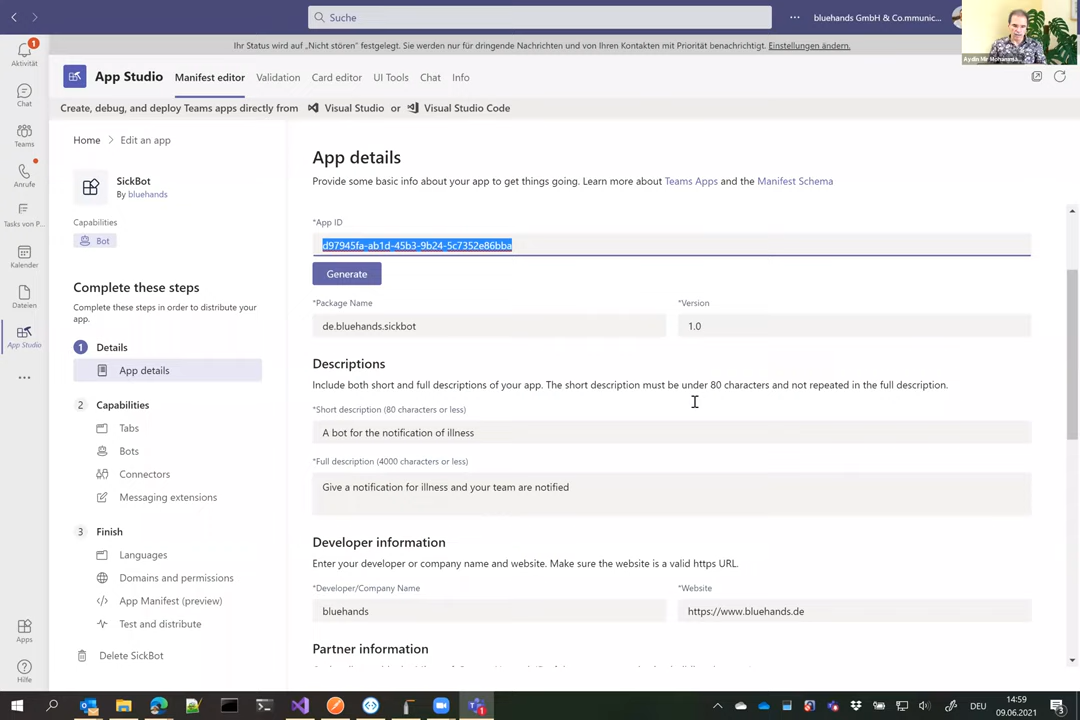 Suche
bluehands GmbH & Co.mmunic...
Ihr Status wird auf „Nicht stören" festgelegt. Sie werden nur für dringende Nachrichten und von Ihren Kontakten mit Priorität benachrichtigt. Einstellungen ändern.
1
Aktivität
Chat
Teams
Anrufe
Tasks von P...
Kalender
Dateien
App Studio
Apps
Hilfe
App Studio
Manifest editor
Validation
Card editor
UI Tools
Chat
Info
Create, debug, and deploy Teams apps directly from Visual Studio or Visual Studio Code
Home > Edit an app
SickBot
By bluehands
Capabilities
Bot
Complete these steps
Complete these steps in order to distribute your
app.
1 Details
App details
2 Capabilities
Tabs
Bots
Connectors
Messaging extensions
3 Finish
Languages
Domains and permissions
App Manifest (preview)
Test and distribute
Delete SickBot
App details
Provide some basic info about your app to get things going. Learn more about Teams Apps and the Manifest Schema
*App ID
d97945fa-ab1d-45b3-9b24-5c7352e86bba
Generate
*Package Name
*Version
de.bluehands.sickbot
1.0
Descriptions
Include both short and full descriptions of your app. The short description must be under 80 characters and not repeated in the full description.
*Short description (80 characters or less)
A bot for the notification of illness
*Full description (4000 characters or less)
Give a notification for illness and your team are notified
Developer information
Enter your developer or company name and website. Make sure the website is a valid https URL.
*Developer/Company Name
*Website
bluehands
https://www.bluehands.de
Partner information
DEU
14:59
09.06.2021
3